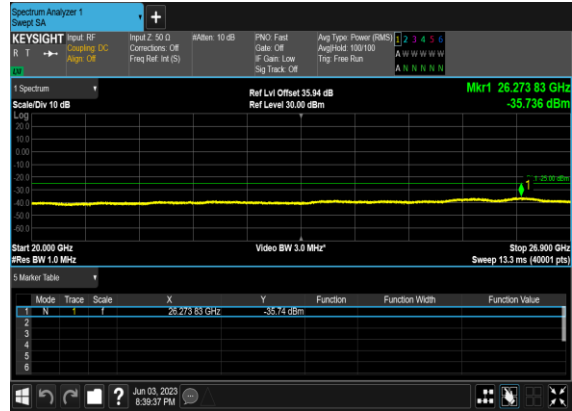 Spectrum Analyzer 1
Swept SA
+
KEYSIGHT Input: RF Input Z: 50 Ω #Atten: 10 dB PNO: Fast Avg Type: Power (RMS) 1 2 3 4 5 6
R T Coupling: DC Corrections: Off Gate: Off Avg|Hold: 100/100 A W W W W W
Align: Off Freq Ref: Int (S) IF Gain: Low Trig: Free Run
Sig Track: Off A N N N N N
1 Spectrum Ref Lvl Offset 35.94 dB Mkr1 26.273 83 GHz
Scale/Div 10 dB Ref Level 30.00 dBm -35.736 dBm
Log
20.0
10.0
0.00
-10.0
-20.0
1 -25.00 dBm
-30.0
1
-40.0
-50.0
-60.0
Start 20.000 GHz Video BW 3.0 MHz* Stop 26.900 GHz
#Res BW 1.0 MHz Sweep 13.3 ms (40001 pts)
5 Marker Table
Mode Trace Scale X Y Function Function Width Function Value
1 N 1 f 26.273 83 GHz -35.74 dBm
2
3
4
5
6
? Jun 03, 2023
8:39:37 PM